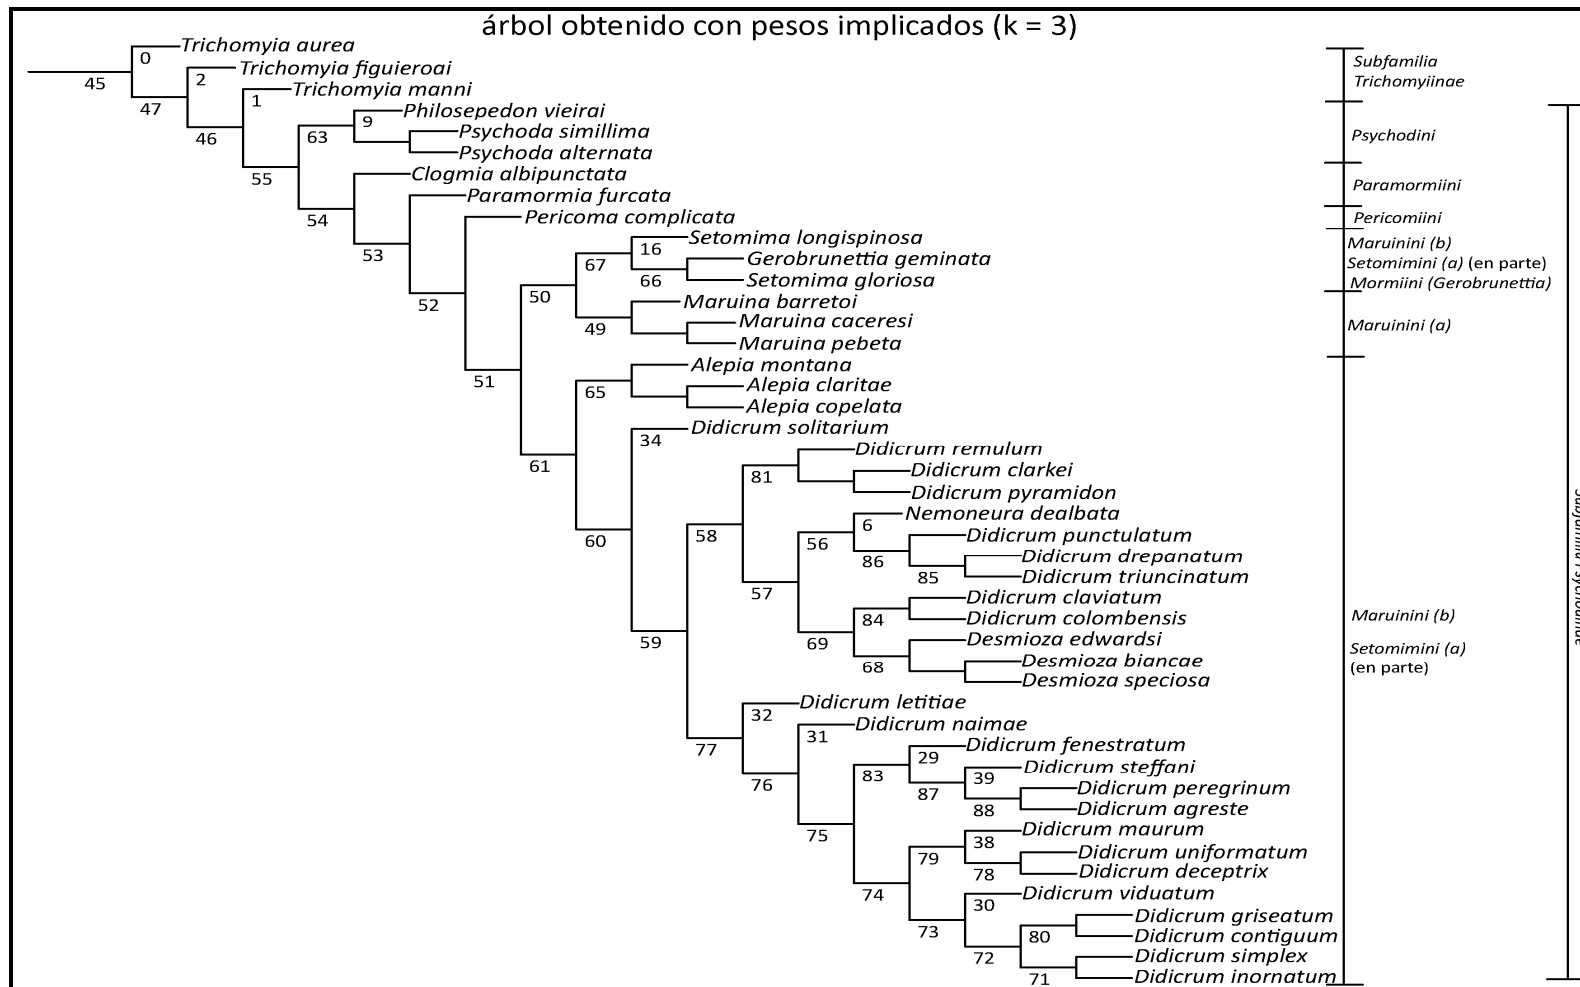 árbol obtenido con pesos implicados (k = 3)
Trichomyia aurea
0
45
Trichomyia figuieroai
2
47
Trichomyia manni
1
46
Philosepedon vieirai
9
63
Psychoda simillima
Psychoda alternata
55
Clogmia albipunctata
54
Paramormia furcata
53
Pericoma complicata
52
Setomima longispinosa
16
67
Gerobrunettia geminata
66
Setomima gloriosa
50
Maruina barretoi
49
Maruina caceresi
Maruina pebeta
51
Alepia montana
65
Alepia claritae
Alepia copelata
61
Didicrum solitarium
34
60
Didicrum remulum
81
Didicrum clarkei
Didicrum pyramidon
58
Nemoneura dealbata
6
56
Didicrum punctulatum
86
Didicrum drepanatum
85
Didicrum triuncinatum
57
Didicrum claviatum
84
Didicrum colombensis
69
Desmioza edwardsi
68
Desmioza biancae
Desmioza speciosa
59
Didicrum letitiae
32
77
Didicrum naimae
31
76
Didicrum fenestratum
29
83
Didicrum steffani
39
87
Didicrum peregrinum
88
Didicrum agreste
75
Didicrum maurum
38
79
Didicrum uniformatum
78
Didicrum deceptrix
74
Didicrum viduatum
30
73
Didicrum griseatum
80
Didicrum contiguum
72
Didicrum simplex
71
Didicrum inornatum
Subfamilia
Trichomyiinae
Psychodini
Paramormiini
Pericomiini
Maruinini (b)
Setomimini (a) (en parte)
Mormiini (Gerobrunettia)
Maruinini (a)
Maruinini (b)
Setomimini (a)
(en parte)